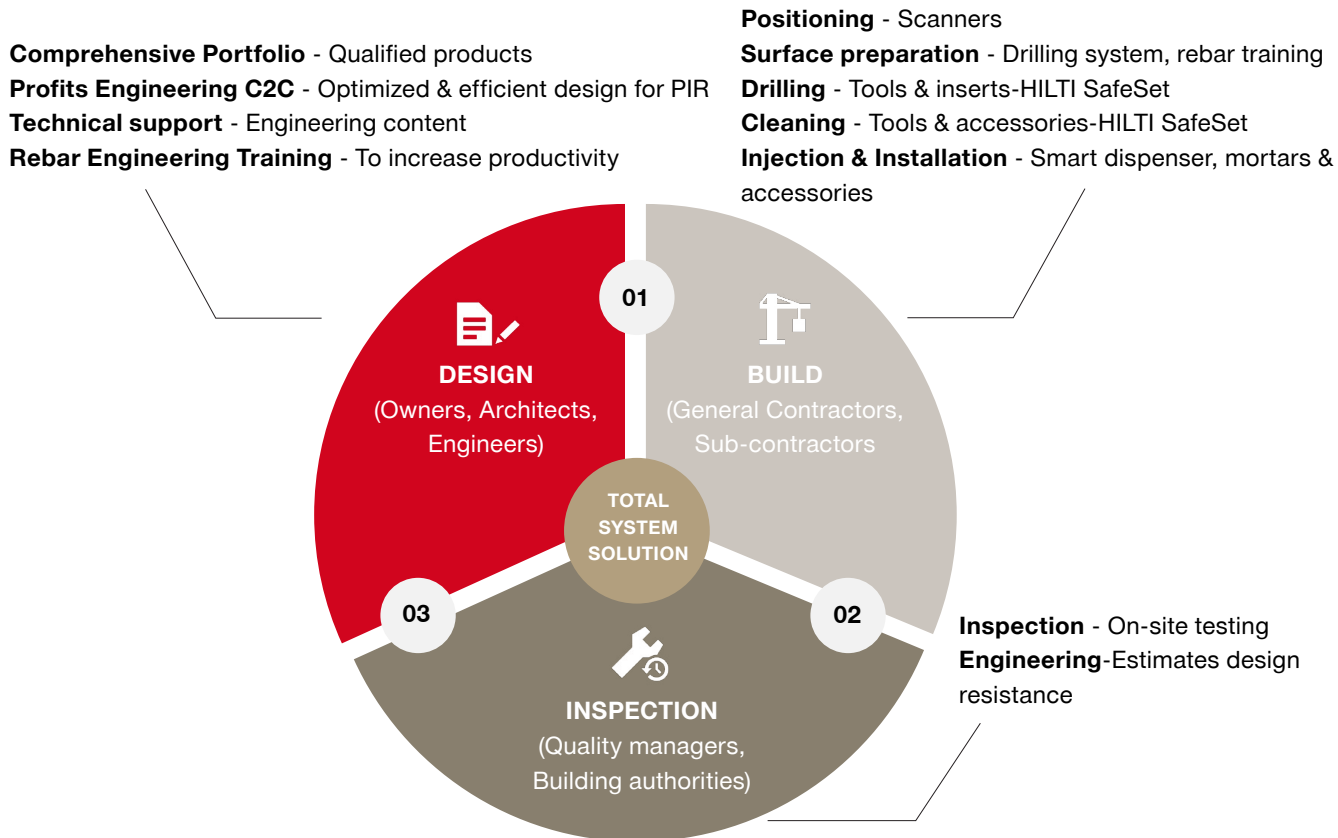 Comprehensive Portfolio - Qualified products
Profits Engineering C2C - Optimized & efficient design for PIR
Technical support - Engineering content
Rebar Engineering Training - To increase productivity
Positioning - Scanners
Surface preparation - Drilling system, rebar training
Drilling - Tools & inserts-HILTI SafeSet
Cleaning - Tools & accessories-HILTI SafeSet
Injection & Installation - Smart dispenser, mortars &
accessories
01
DESIGN
(Owners, Architects,
Engineers)
BUILD
(General Contractors,
Sub-contractors
TOTAL
SYSTEM
SOLUTION
03
02
INSPECTION
(Quality managers,
Building authorities)
Inspection - On-site testing
Engineering-Estimates design
resistance